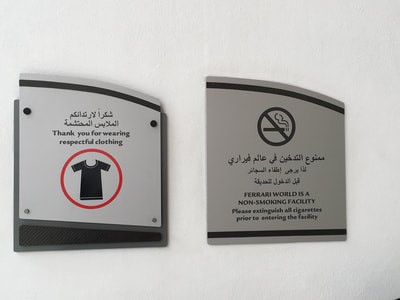 شكراً لارتدائكم
الملابس المحتشمة
Thank you for wearing
respectful clothing
ممنوع التدخين في عالم فيراري
لذا يرجى إطفاء السجائر
قبل الدخول للحديقة
FERRARI WORLD IS A
NON-SMOKING FACILITY
Please extinguish all cigarettes
prior to entering the facility